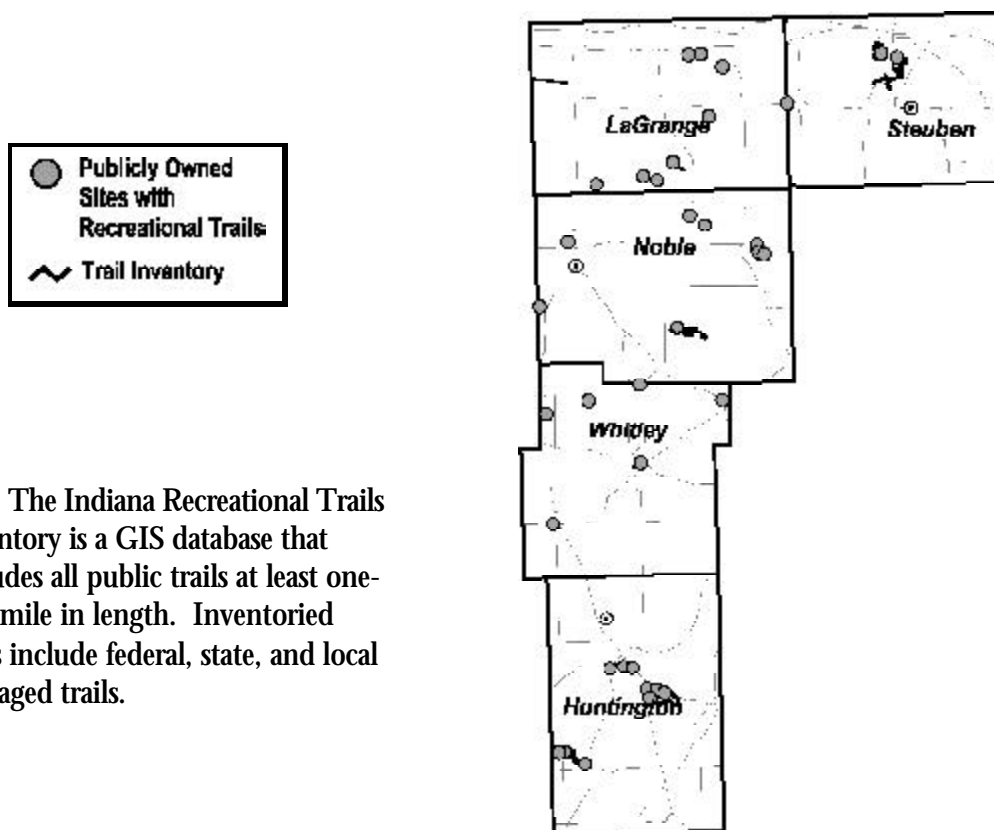 Publicly Owned
Sites with
Recreational Trails
Trail Inventory
The Indiana Recreational Trails
ntory is a GIS database that
udes all public trails at least one-
mile in length. Inventoried
s include federal, state, and local
aged trails.
LaGrange
Steuben
Noble
Whitley
Huntington